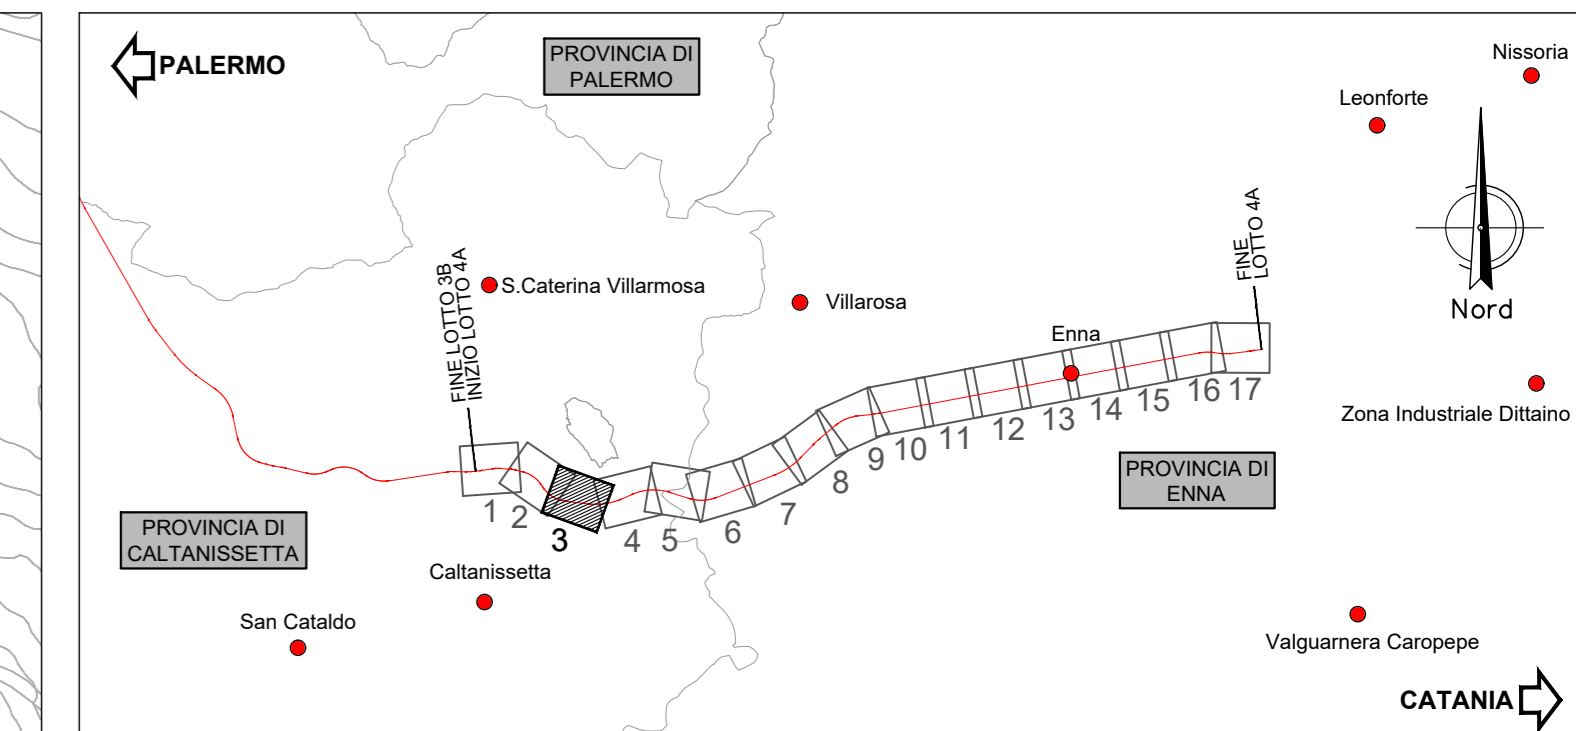 PALERMO
PROVINCIA DI
PALERMO
Nissoria
Leonforte
Nord
FINE LOTTO 3B
INIZIO LOTTO 4A
S.Caterina Villarmosa
Villarosa
Enna
FINE
LOTTO 4A
Zona Industriale Dittaino
1
2
3
4
5
6
7
8
9
10
11
12
13
14
15
16
17
PROVINCIA DI
ENNA
PROVINCIA DI
CALTANISSETTA
Caltanissetta
San Cataldo
Valguarnera Caropepe
CATANIA